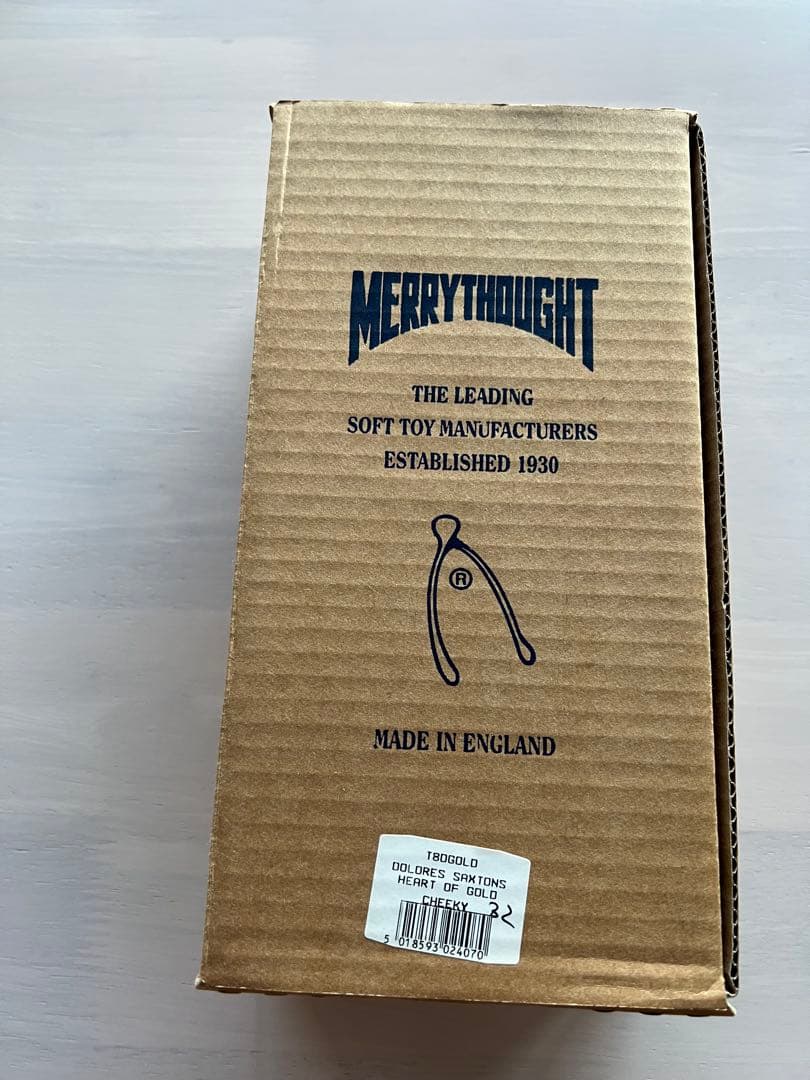 MERRYTHOUGHT
THE LEADING
SOFT TOY MANUFACTURERS
ESTABLISHED 1930
®
MADE IN ENGLAND
T8DGOLD
DOLORES SAXTONS
HEART OF GOLD
CHEEKY 32
5 018593 024070